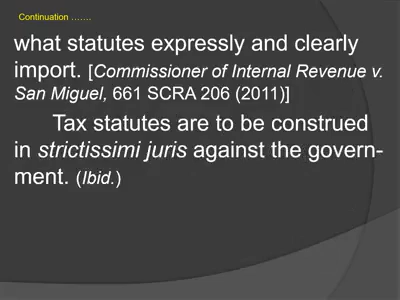 Continuation …….
what statutes expressly and clearly
import. [Commissioner of Internal Revenue v.
San Miguel, 661 SCRA 206 (2011)]
Tax statutes are to be construed
in strictissimi juris against the govern-
ment. (Ibid.)